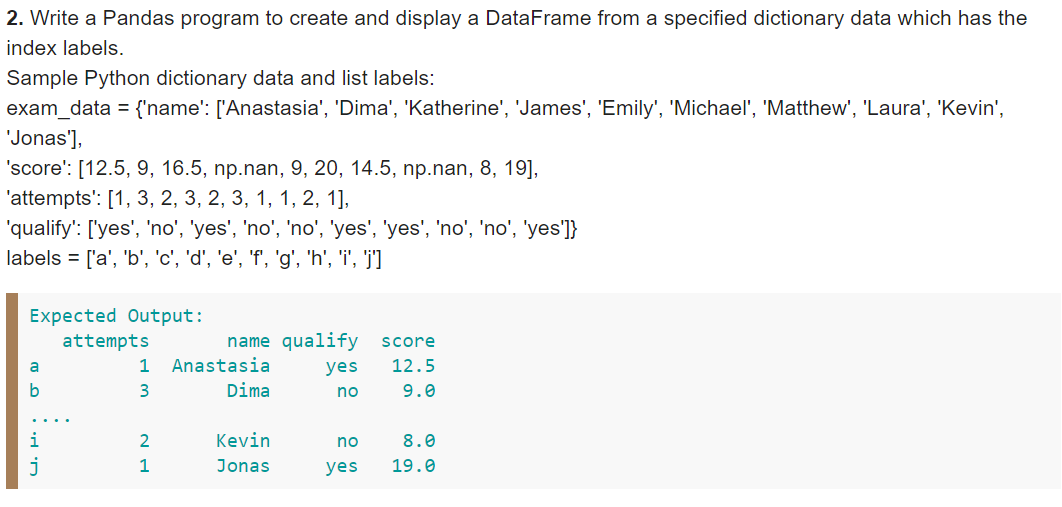 2. Write a Pandas program to create and display a DataFrame from a specified dictionary data which has the
index labels.
Sample Python dictionary data and list labels:
exam_data = {'name': ['Anastasia', 'Dima', 'Katherine', 'James', 'Emily', 'Michael', 'Matthew', 'Laura', 'Kevin',
'Jonas'],
'score': [12.5, 9, 16.5, np.nan, 9, 20, 14.5, np.nan, 8, 19],
'attempts': [1, 3, 2, 3, 2, 3, 1, 1, 2, 1],
'qualify': ['yes', 'no', 'yes', 'no', 'no', 'yes', 'yes', 'no', 'no', 'yes']}
labels = ['a', 'b', 'c', 'd', 'e', 'f', 'g', 'h', 'i', 'j']
Expected Output:
   attempts       name qualify  score
a         1  Anastasia     yes   12.5
b         3       Dima      no    9.0
....
i         2      Kevin      no    8.0
j         1      Jonas     yes   19.0